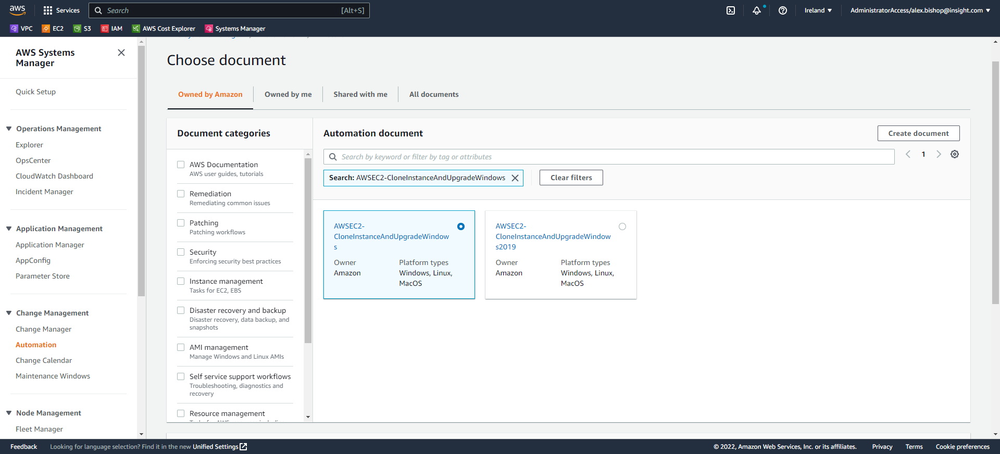 aws
Services
Search
[Alt+S]
Ireland ▼
AdministratorAccess/alex.bishop@insight.com ▼
VPC
EC2
S3
IAM
AWS Cost Explorer
Systems Manager
AWS Systems
Manager
Quick Setup
Operations Management
Explorer
OpsCenter
CloudWatch Dashboard
Incident Manager
Application Management
Application Manager
AppConfig
Parameter Store
Change Management
Change Manager
Automation
Change Calendar
Maintenance Windows
Node Management
Fleet Manager
Choose document
Owned by Amazon
Owned by me
Shared with me
All documents
Document categories
AWS Documentation
AWS user guides, tutorials
Remediation
Remediating common issues
Patching
Patching workflows
Security
Enforcing security best practices
Instance management
Tasks for EC2, EBS
Disaster recovery and backup
Disaster recovery, data backup, and
snapshots
AMI management
Manage Windows and Linux AMIs
Self service support workflows
Troubleshooting, diagnostics and
recovery
Resource management
Automation document
Create document
Search by keyword or filter by tag or attributes
1
Search: AWSEC2-CloneInstanceAndUpgradeWindows
Clear filters
AWSEC2-
CloneInstanceAndUpgradeWindow
s
Owner
Amazon
Platform types
Windows, Linux,
MacOS
AWSEC2-
CloneInstanceAndUpgradeWindow
s2019
Owner
Amazon
Platform types
Windows, Linux,
MacOS
Feedback
Looking for language selection? Find it in the new Unified Settings
© 2022, Amazon Web Services, Inc. or its affiliates.
Privacy
Terms
Cookie preferences